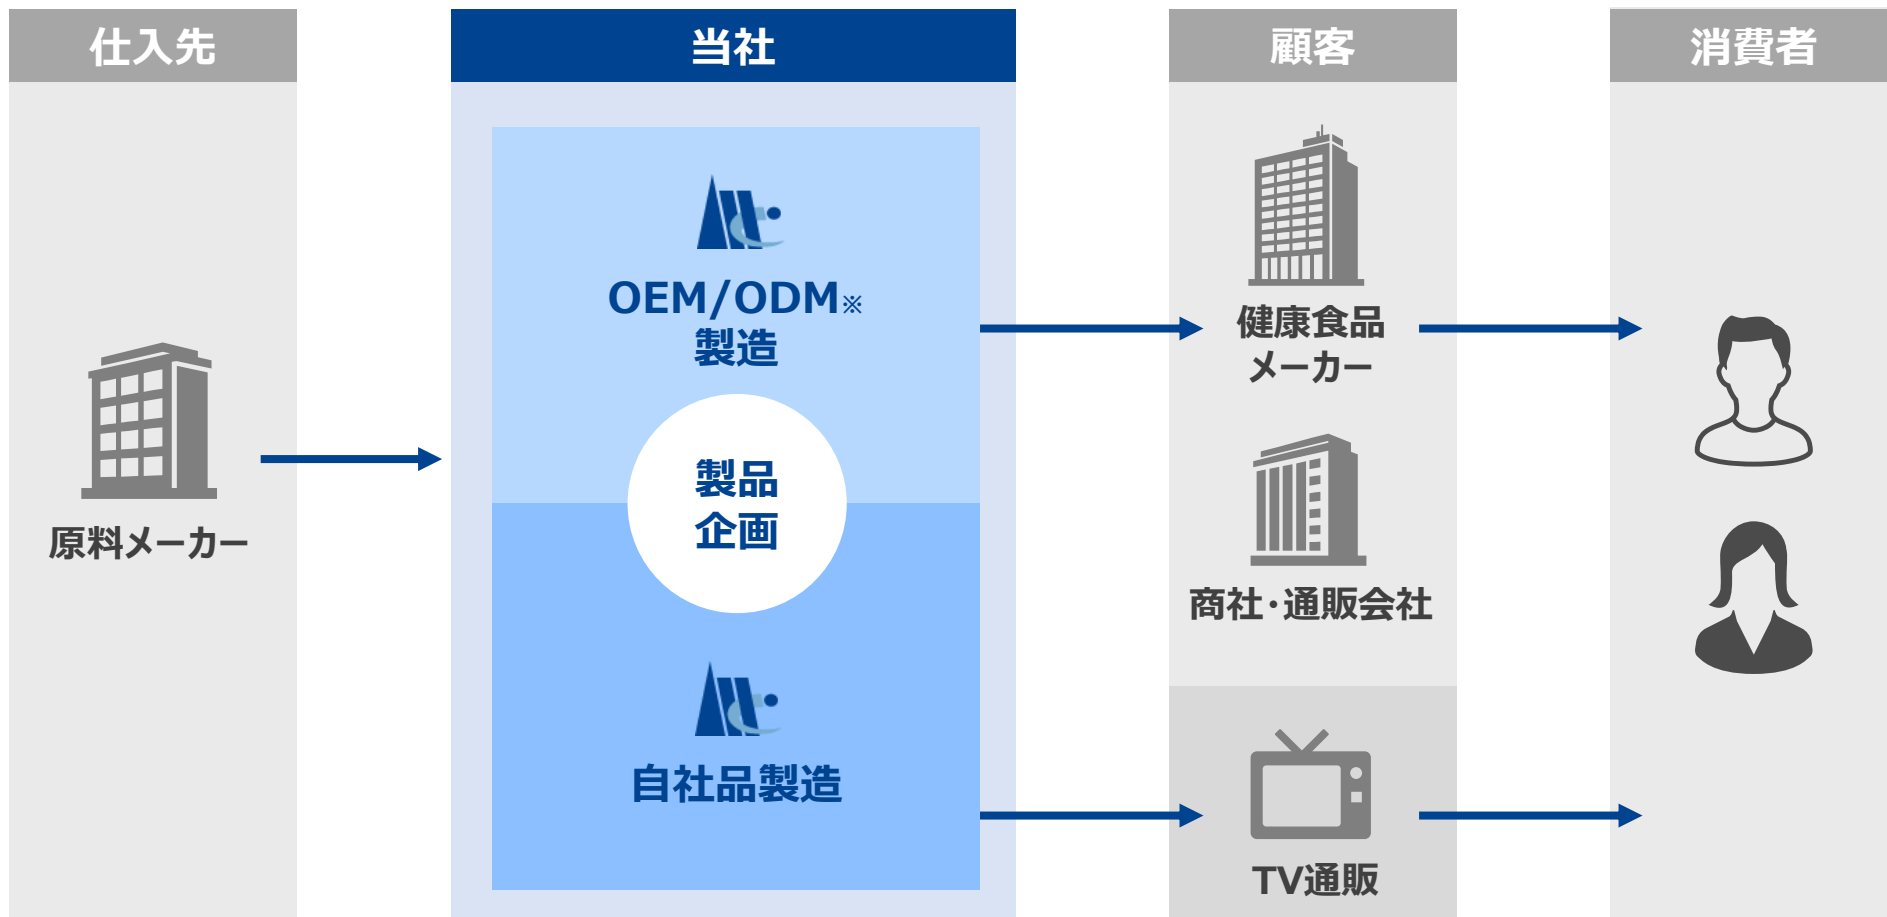 仕入先
当社
顧客
消費者
原料メーカー
OEM/ODM※
製造
製品
企画
自社品製造
健康食品
メーカー
商社・通販会社
TV通販